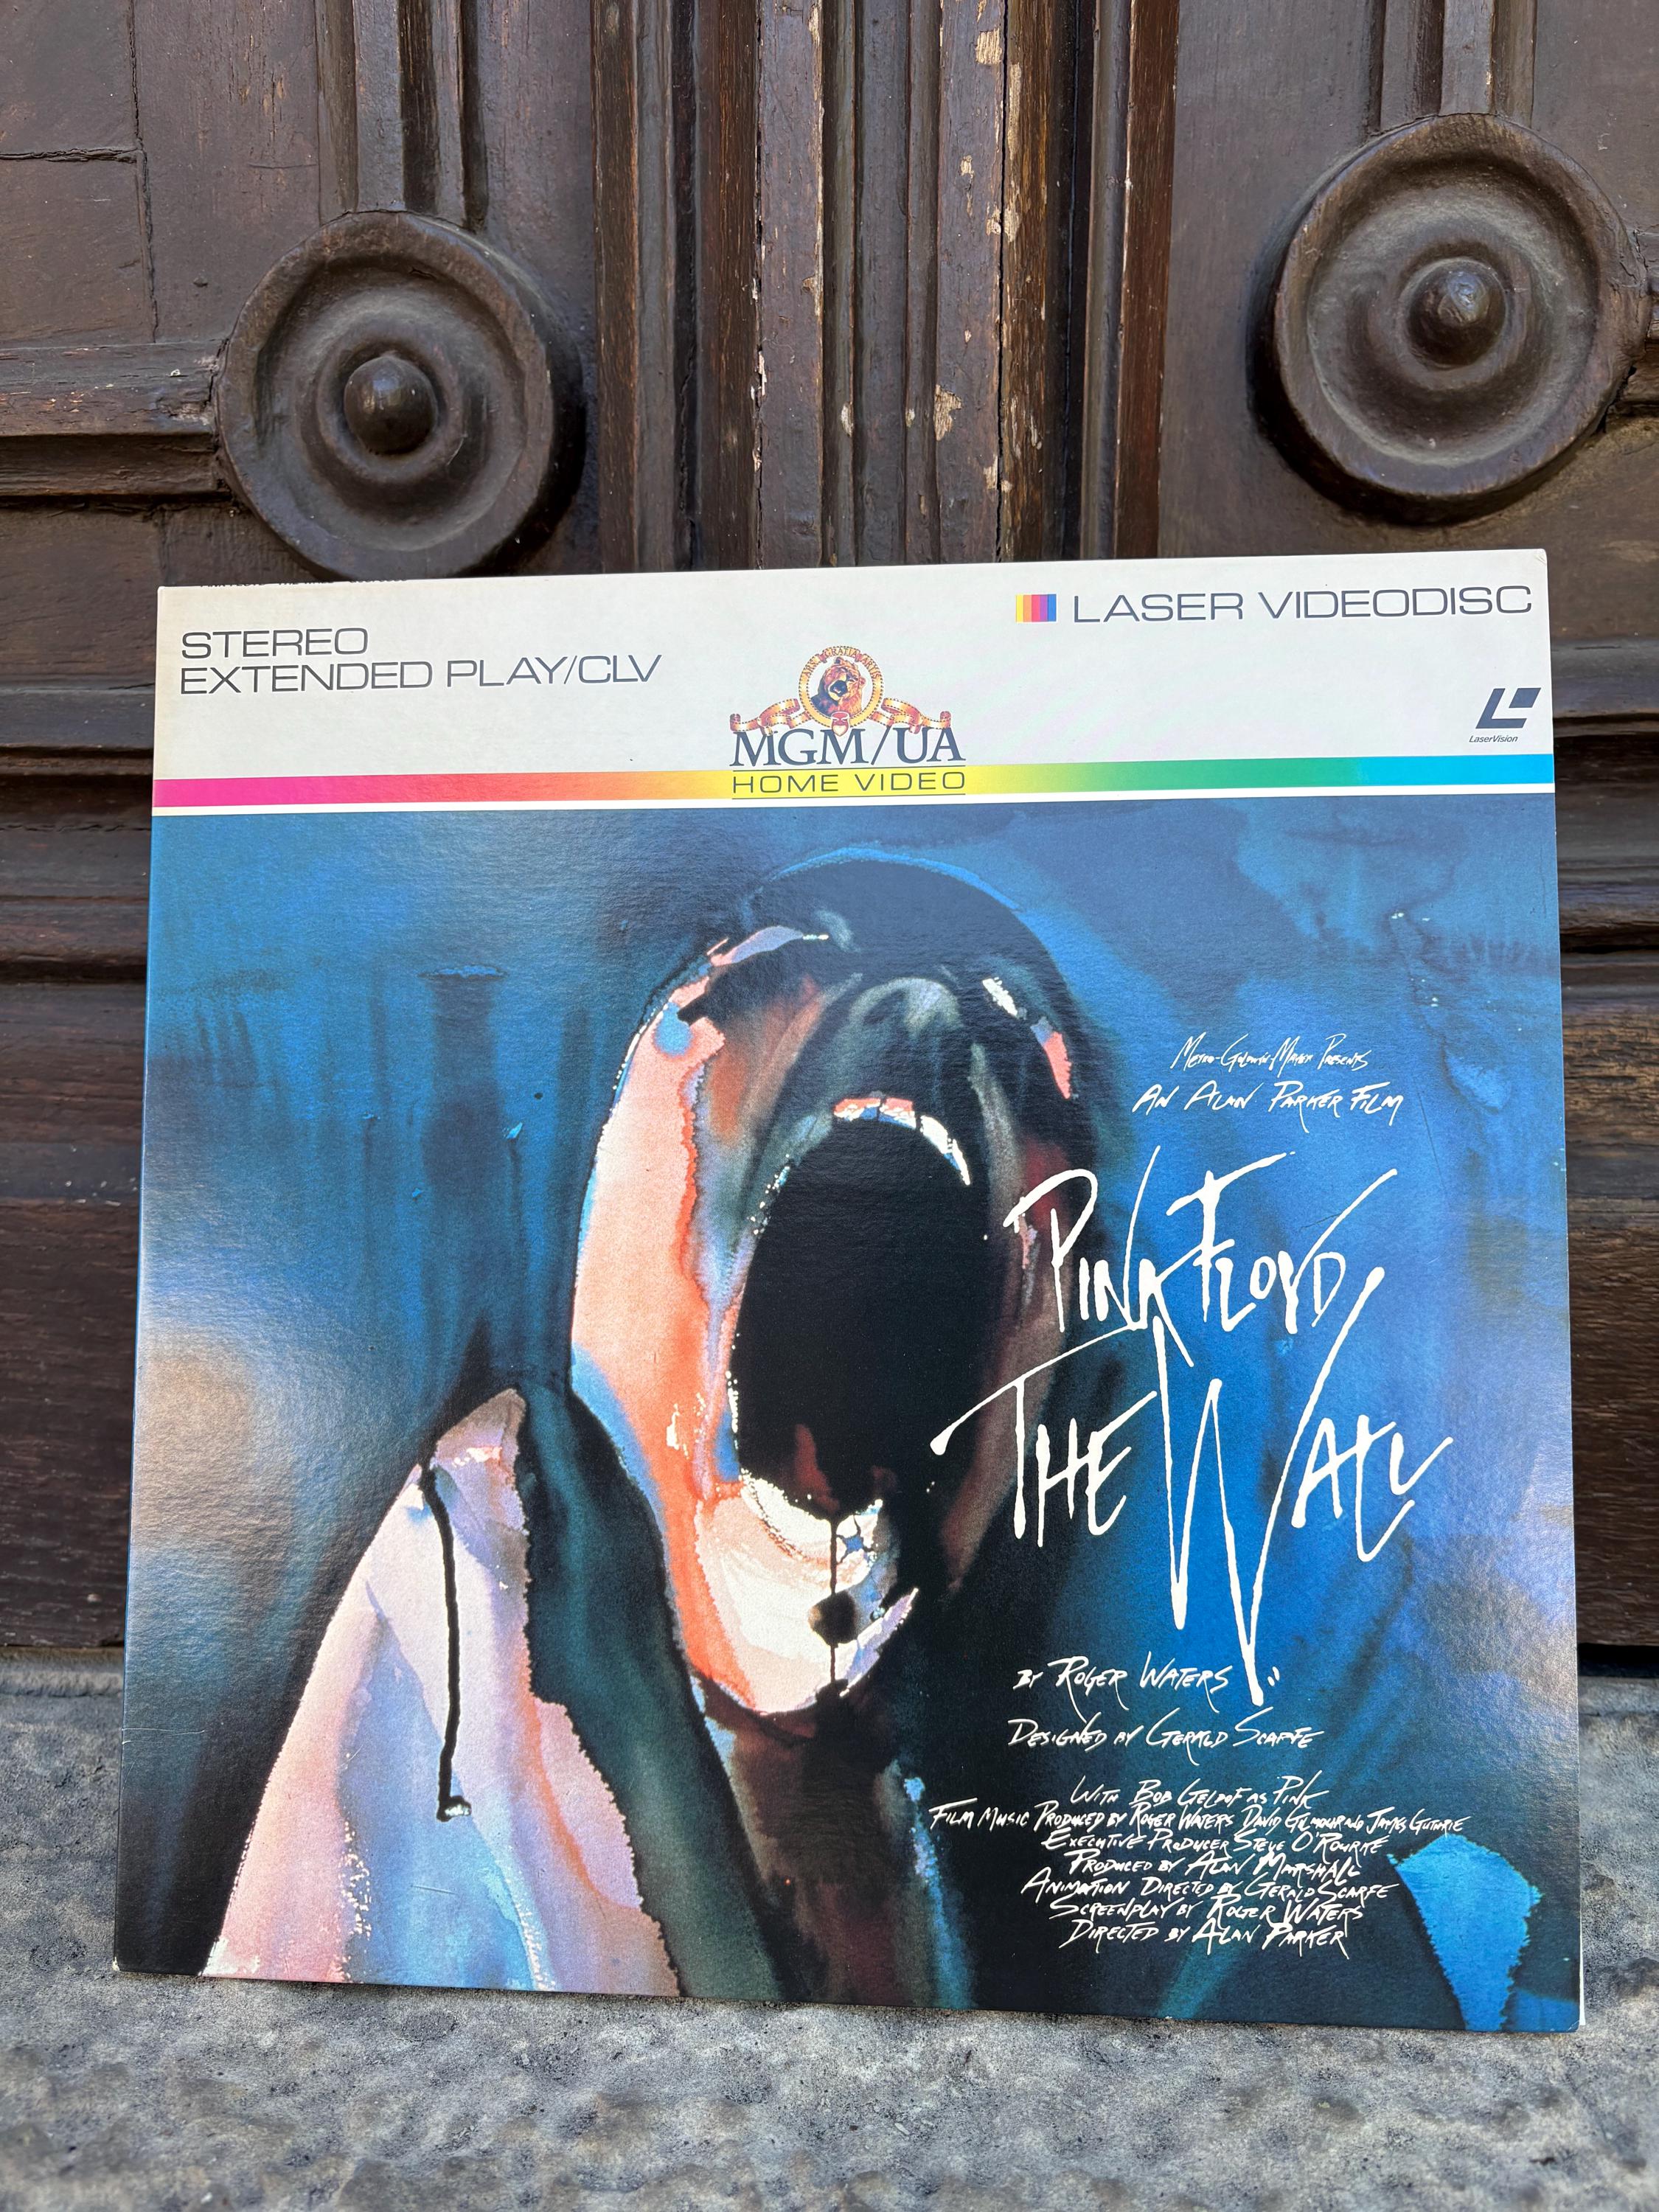 STEREO
EXTENDED PLAY/CLV
LASER VIDEODISC
ARS GRATIA ARTIS
MGM/UA
HOME VIDEO
LaserVision
METRO-GOLDWYN-MAYER PRESENTS
AN ALAN PARKER FILM
PINK FLOYD
THE WALL
BY ROGER WATERS
DESIGNED BY GERALD SCARFE
WITH BOB GELDOF AS PINK
FILM MUSIC PRODUCED BY ROGER WATERS DAVID GILMOUR AND JAMES GUTHRIE
EXECUTIVE PRODUCER STEVE O'ROURKE
PRODUCED BY ALAN MARSHALL
ANIMATION DIRECTED BY GERALD SCARFE
SCREENPLAY BY ROGER WATERS
DIRECTED BY ALAN PARKER